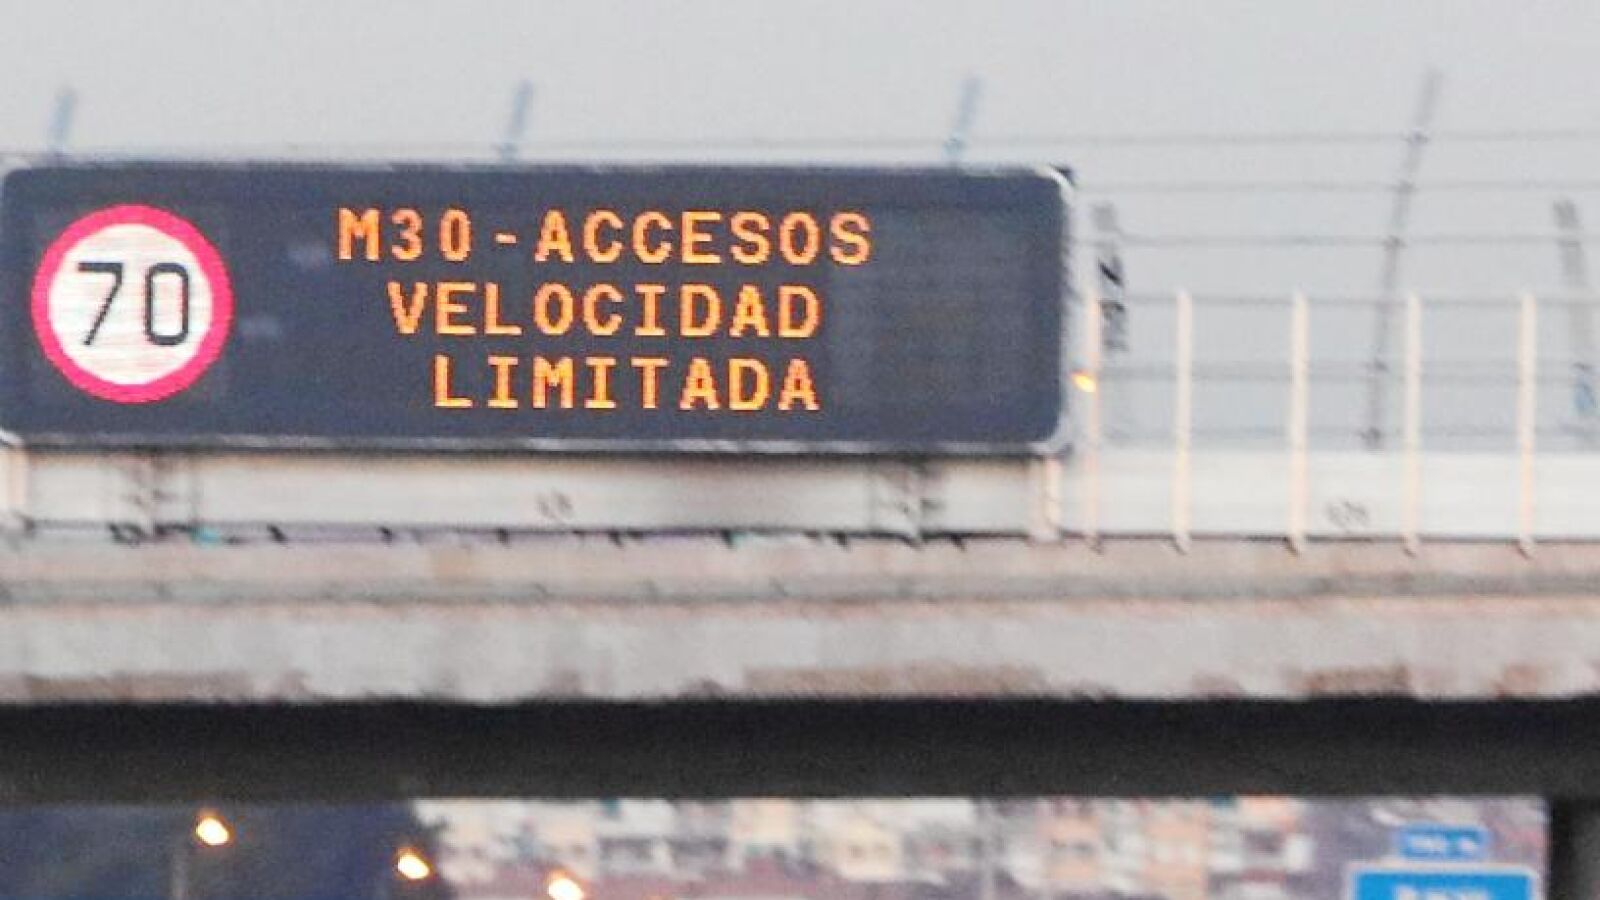 70
M30-ACCESOS
VELOCIDAD
LIMITADA